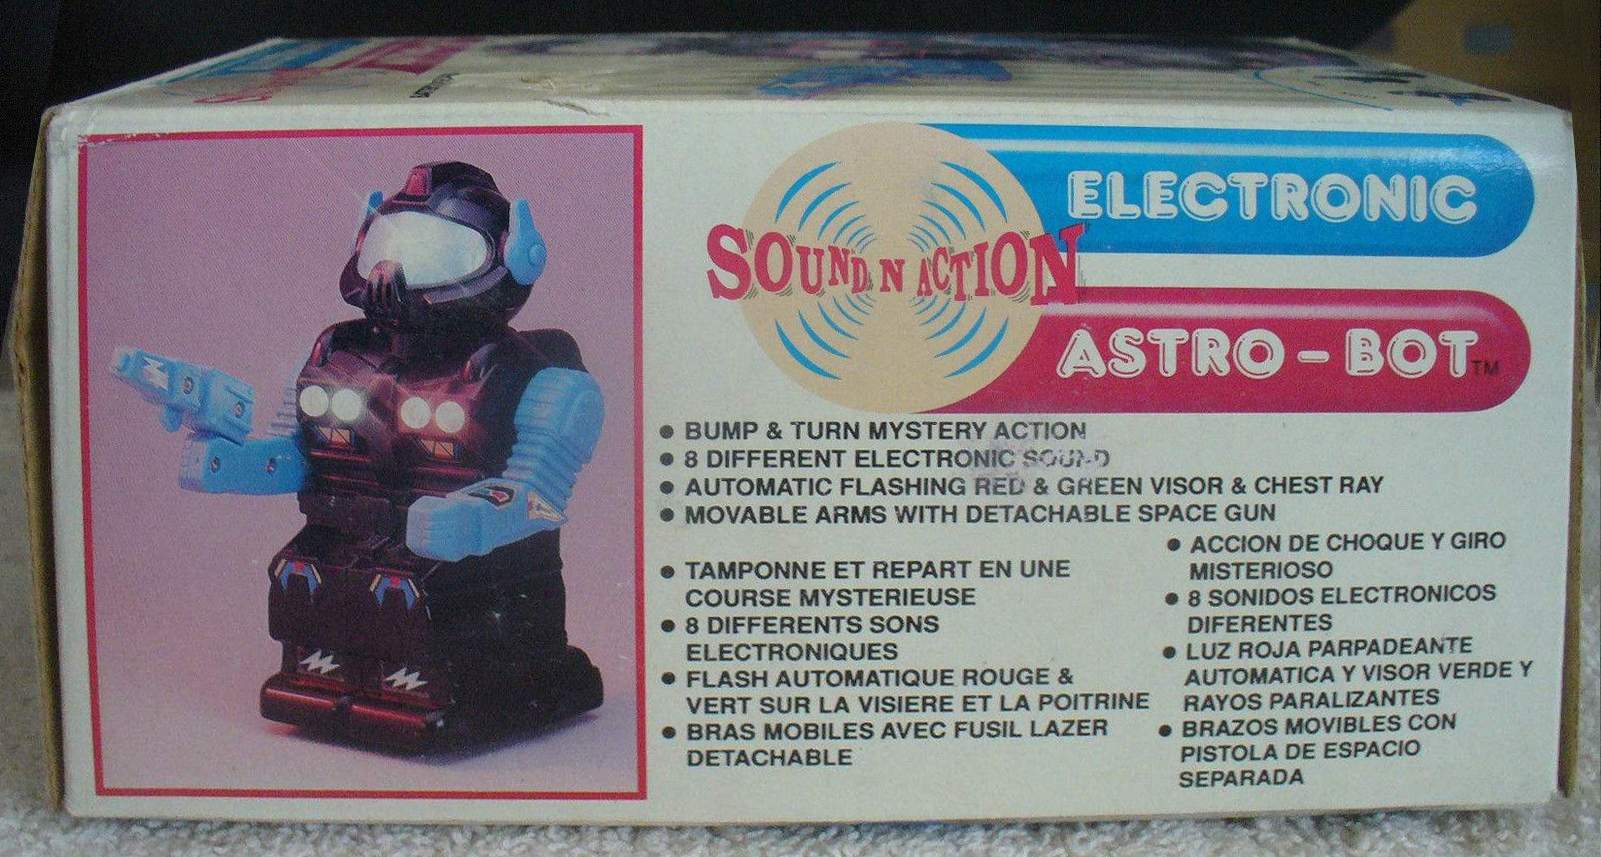 SOUND N ACTION
ELECTRONIC
ASTRO-BOT TM
● BUMP & TURN MYSTERY ACTION
● 8 DIFFERENT ELECTRONIC SOUND
● AUTOMATIC FLASHING RED & GREEN VISOR & CHEST RAY
● MOVABLE ARMS WITH DETACHABLE SPACE GUN
● TAMPONNE ET REPART EN UNE
COURSE MYSTERIEUSE
● 8 DIFFERENTS SONS
ELECTRONIQUES
● FLASH AUTOMATIQUE ROUGE &
VERT SUR LA VISIERE ET LA POITRINE
● BRAS MOBILES AVEC FUSIL LAZER
DETACHABLE
● ACCION DE CHOQUE Y GIRO
MISTERIOSO
● 8 SONIDOS ELECTRONICOS
DIFERENTES
● LUZ ROJA PARPADEANTE
AUTOMATICA Y VISOR VERDE Y
RAYOS PARALIZANTES
● BRAZOS MOVIBLES CON
PISTOLA DE ESPACIO
SEPARADA